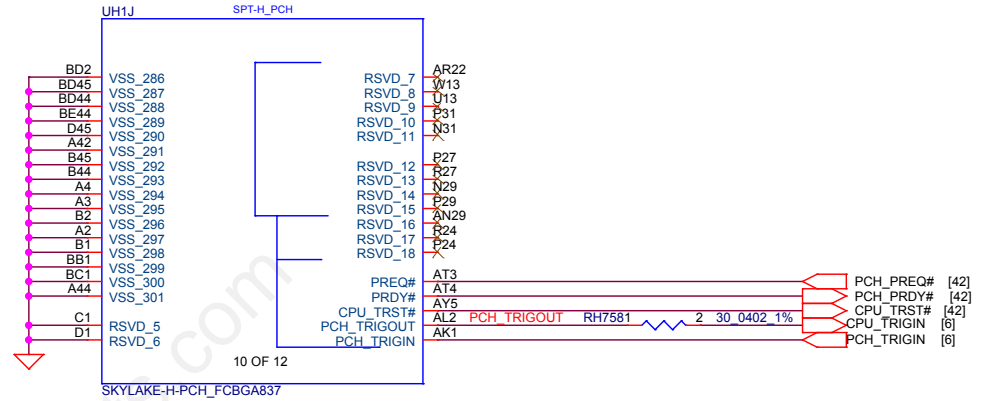 UH1J SPT-H_PCH
BD2 VSS_286 RSVD_7 AR22
BD45 VSS_287 RSVD_8 W13
BD44 VSS_288 RSVD_9 U13
BE44 VSS_289 RSVD_10 P31
D45 VSS_290 RSVD_11 N31
A42 VSS_291
B45 VSS_292 RSVD_12 P27
B44 VSS_293 RSVD_13 R27
A4 VSS_294 RSVD_14 N29
A3 VSS_295 RSVD_15 P29
B2 VSS_296 RSVD_16 AN29
A2 VSS_297 RSVD_17 R24
B1 VSS_298 RSVD_18 P24
BB1 VSS_299
BC1 VSS_300 PREQ# AT3 PCH_PREQ# [42]
A44 VSS_301 PRDY# AT4 PCH_PRDY# [42]
CPU_TRST# AY5 CPU_TRST# [42]
C1 RSVD_5 PCH_TRIGOUT AL2 PCH_TRIGOUT RH7581 2 30_0402_1% CPU_TRIGIN [6]
D1 RSVD_6 PCH_TRIGIN AK1 PCH_TRIGIN [6]
10 OF 12
SKYLAKE-H-PCH_FCBGA837
s.com